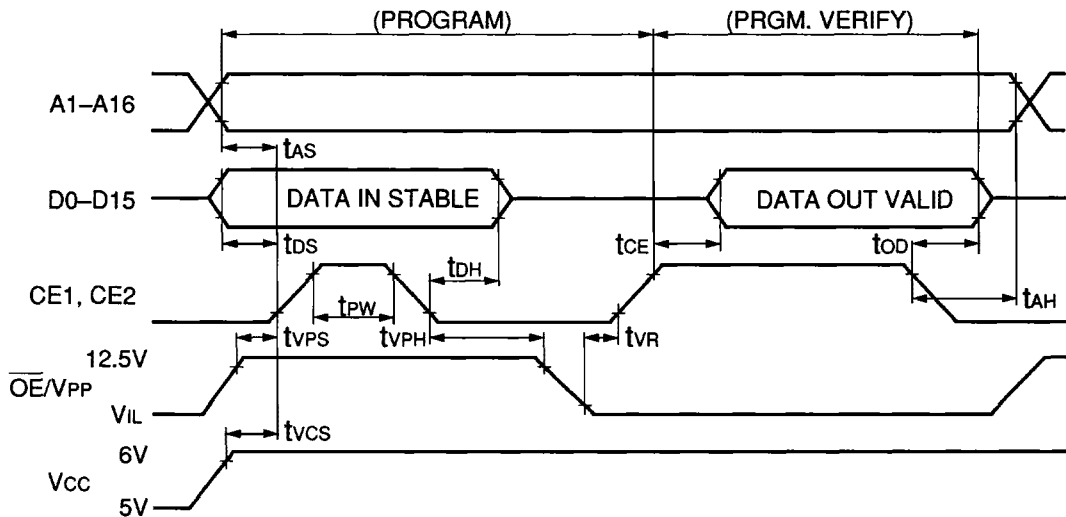 (PROGRAM) (PRGM. VERIFY)
A1–A16
tAS
D0–D15 DATA IN STABLE DATA OUT VALID
tDS tCE tOD
tDH
CE1, CE2 tPW tAH
tVPS tVPH tVR
12.5V
OE/VPP
VIL
tVCS
6V
VCC
5V